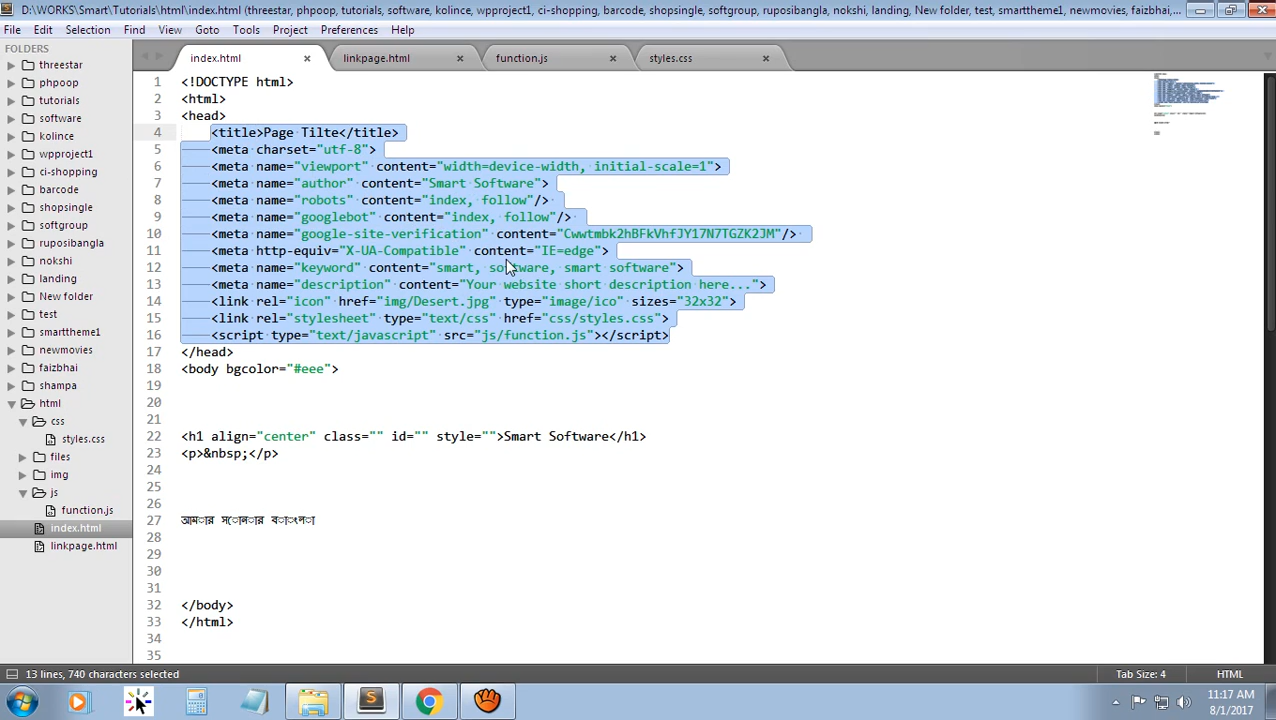 D:\WORKS\Smart\Tutorials\html\index.html (threestar, phpoop, tutorials, software, kolince, wpproject1, ci-shopping, barcode, shopsingle_softgroup, ruposibangla, nokshi, landing, New folder, test, smarttheme1, newmovies, faizbhai,
File Edit Selection Find View Goto Tools Project Preferences Help
FOLDERS
threestar
phpoop
tutorials
software
kolince
wpproject1
ci-shopping
barcode
shopsingle
softgroup
ruposibangla
nokshi
landing
New folder
test
smarttheme1
newmovies
faizbhai
shampa
html
css
styles.css
files
img
js
function.js
index.html
linkpage.html
index.html × linkpage.html × function.js × styles.css ×
1 <!DOCTYPE html>
2 <html>
3 <head>
4 <title>Page Tilte</title>
5 <meta charset="utf-8">
6 <meta name="viewport" content="width=device-width, initial-scale=1">
7 <meta name="author" content="Smart Software">
8 <meta name="robots" content="index, follow"/>
9 <meta name="googlebot" content="index, follow"/>
10 <meta name="google-site-verification" content="Cwwtmbk2hBFkVhfJY17N7TGZK2JM"/>
11 <meta http-equiv="X-UA-Compatible" content="IE=edge">
12 <meta name="keyword" content="smart, software, smart software">
13 <meta name="description" content="Your website short description here...">
14 <link rel="icon" href="img/Desert.jpg" type="image/ico" sizes="32x32">
15 <link rel="stylesheet" type="text/css" href="css/styles.css">
16 <script type="text/javascript" src="js/function.js"></script>
17 </head>
18 <body bgcolor="#eee">
19
20
21
22 <h1 align="center" class="" id="" style="">Smart Software</h1>
23 <p>&nbsp;</p>
24
25
26
27 আমার সোনার বাংলা
28
29
30
31
32 </body>
33 </html>
34
35
13 lines, 740 characters selected Tab Size: 4 HTML
11:17 AM
8/1/2017